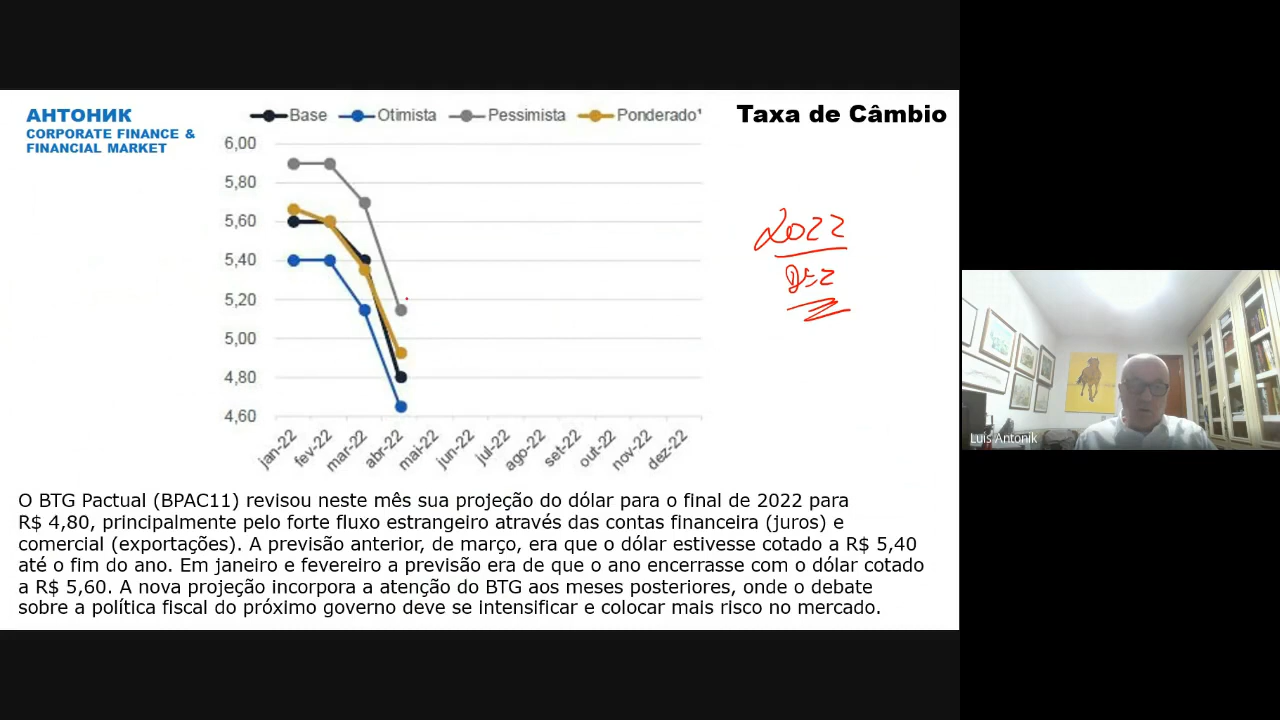 АНТОНИК
CORPORATE FINANCE &
FINANCIAL MARKET
Base Otimista Pessimista Ponderado¹
Taxa de Câmbio
6,00
5,80
5,60
5,40
5,20
5,00
4,80
4,60
jan-22 fev-22 mar-22 abr-22 mai-22 jun-22 jul-22 ago-22 set-22 out-22 nov-22 dez-22
2022
Dez
O BTG Pactual (BPAC11) revisou neste mês sua projeção do dólar para o final de 2022 para
R$ 4,80, principalmente pelo forte fluxo estrangeiro através das contas financeira (juros) e
comercial (exportações). A previsão anterior, de março, era que o dólar estivesse cotado a R$ 5,40
até o fim do ano. Em janeiro e fevereiro a previsão era de que o ano encerrasse com o dólar cotado
a R$ 5,60. A nova projeção incorpora a atenção do BTG aos meses posteriores, onde o debate
sobre a política fiscal do próximo governo deve se intensificar e colocar mais risco no mercado.
Luis Antonik